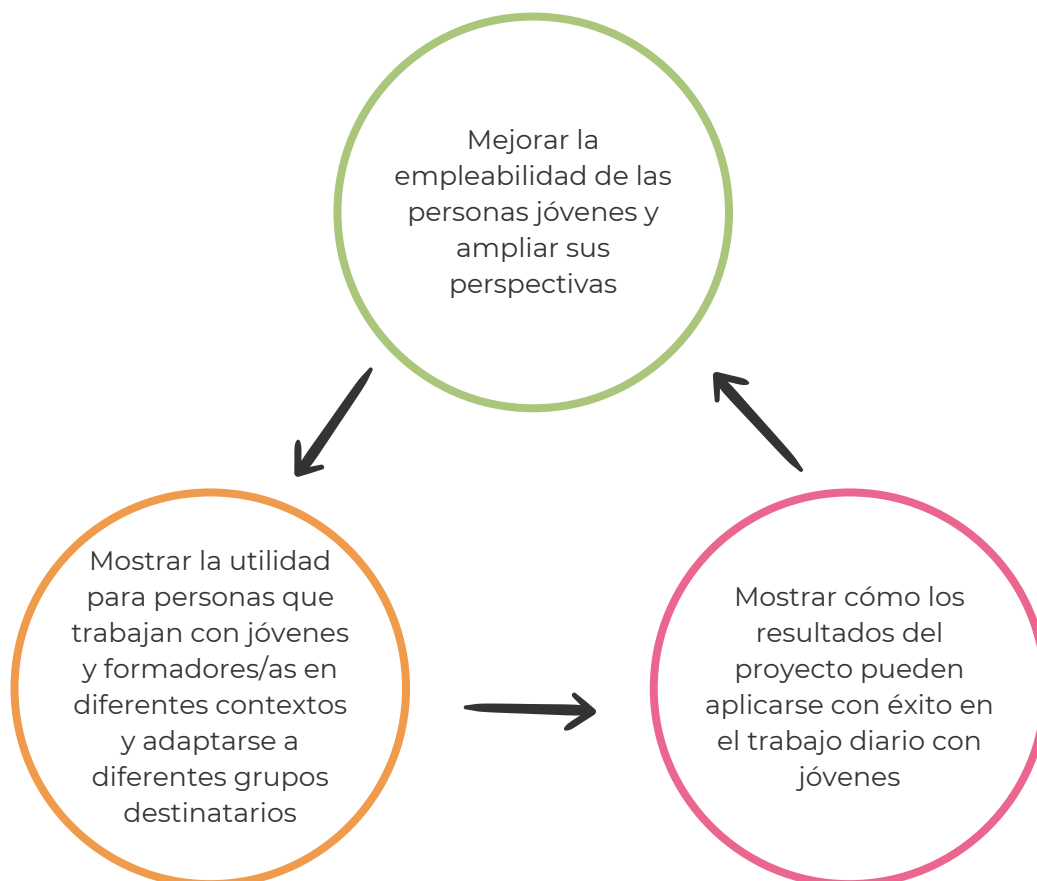 Mejorar la
empleabilidad de las
personas jóvenes y
ampliar sus
perspectivas
Mostrar la utilidad
para personas que
trabajan con jóvenes
y formadores/as en
diferentes contextos
y adaptarse a
diferentes grupos
destinatarios
Mostrar cómo los
resultados del
proyecto pueden
aplicarse con éxito en
el trabajo diario con
jóvenes